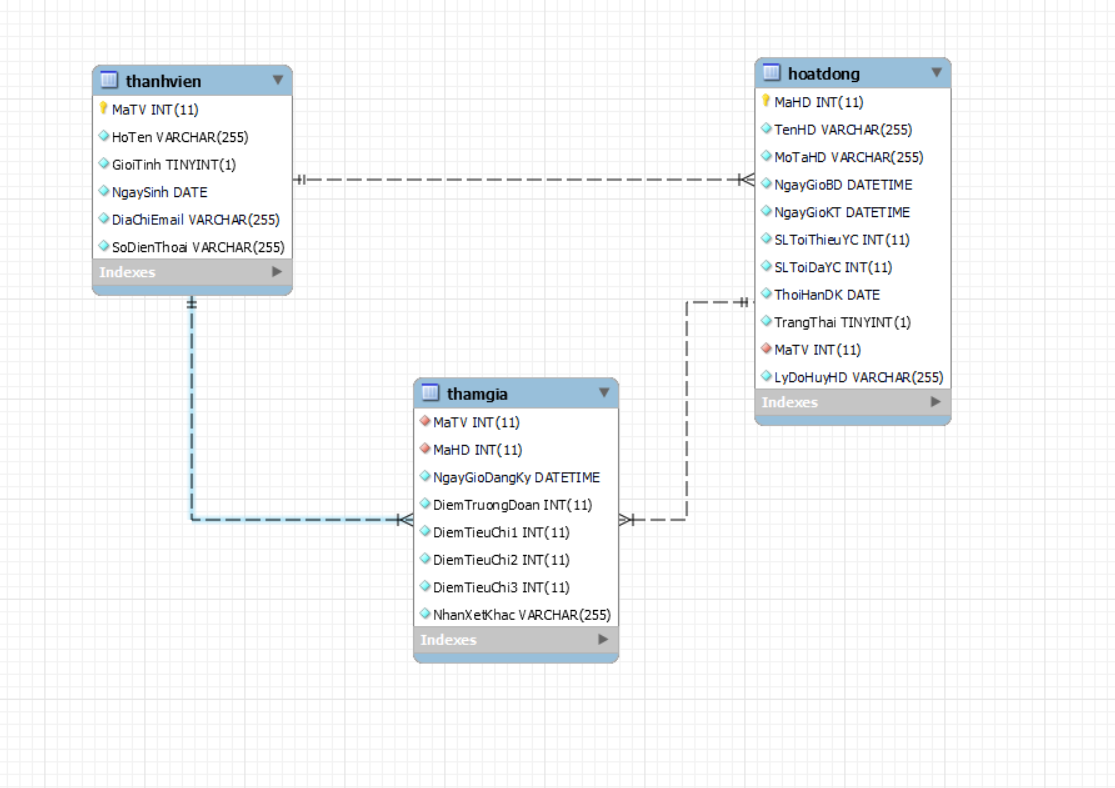 thanhvien
MaTV INT(11)
HoTen VARCHAR(255)
GioiTinh TINYINT(1)
NgaySinh DATE
DiaChiEmail VARCHAR(255)
SoDienThoai VARCHAR(255)
Indexes
hoatdong
MaHD INT(11)
TenHD VARCHAR(255)
MoTaHD VARCHAR(255)
NgayGioBD DATETIME
NgayGioKT DATETIME
SLToiThieuYC INT(11)
SLToiDaYC INT(11)
ThoiHanDK DATE
TrangThai TINYINT(1)
MaTV INT(11)
LyDoHuyHD VARCHAR(255)
Indexes
thamgia
MaTV INT(11)
MaHD INT(11)
NgayGioDangKy DATETIME
DiemTruongDoan INT(11)
DiemTieuChi1 INT(11)
DiemTieuChi2 INT(11)
DiemTieuChi3 INT(11)
NhanXetKhac VARCHAR(255)
Indexes